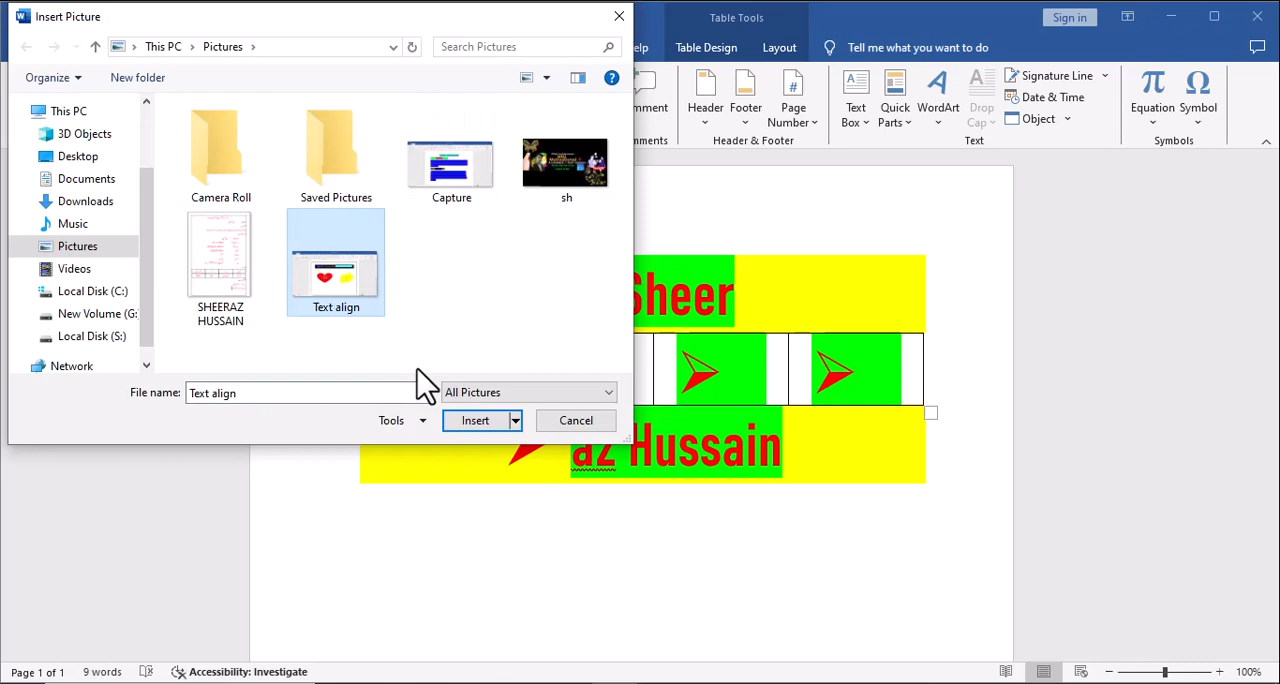 Insert Picture
Table Tools
Sign in
This PC
Pictures
Search Pictures
elp
Table Design
Layout
Tell me what you want to do
Organize
New folder
mment
Header
Footer
Page Number
Text Box
Quick Parts
WordArt
Drop Cap
Signature Line
Date & Time
Object
Equation
Symbol
mments
Header & Footer
Text
Symbols
This PC
3D Objects
Desktop
Documents
Downloads
Music
Pictures
Videos
Local Disk (C:)
New Volume (G:
Local Disk (S:)
Network
Camera Roll
Saved Pictures
Capture
sh
SHEERAZ HUSSAIN
Text align
File name:
Text align
All Pictures
Tools
Insert
Cancel
Sheer
az Hussain
Page 1 of 1
9 words
Accessibility: Investigate
100%